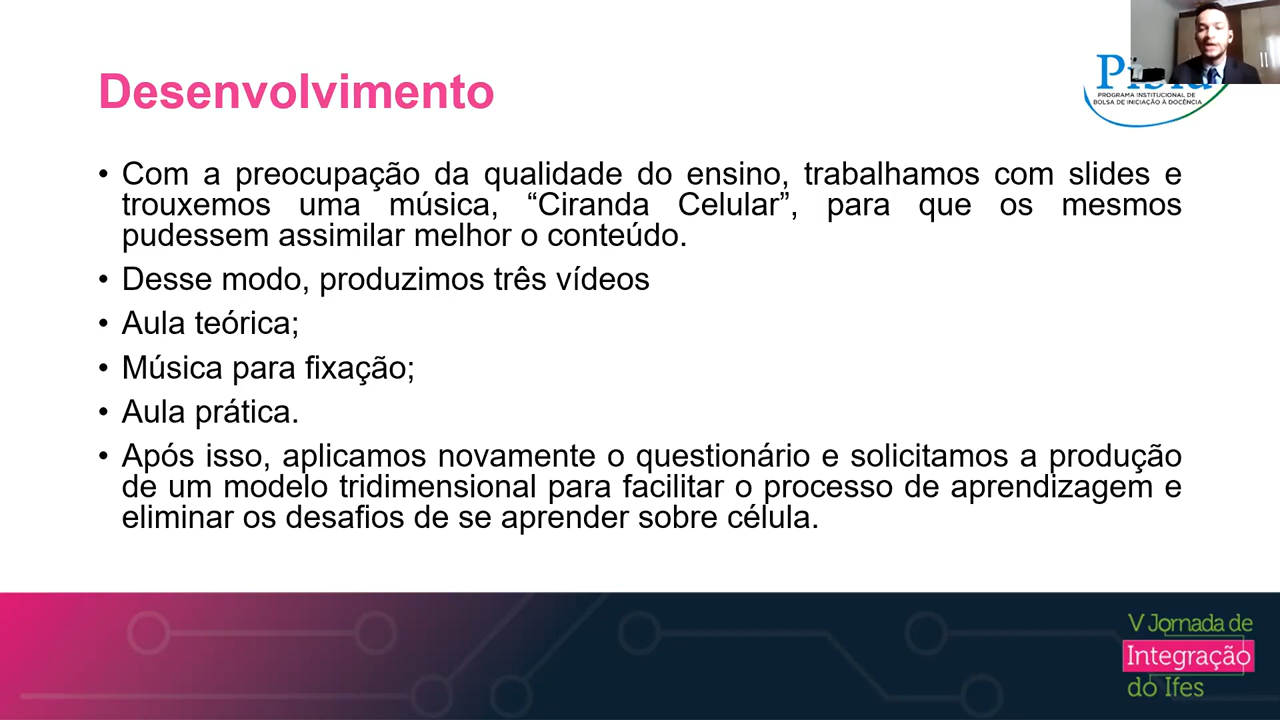 Desenvolvimento
PROGRAMA INSTITUCIONAL DE
BOLSA DE INICIAÇÃO À DOCÊNCIA
• Com a preocupação da qualidade do ensino, trabalhamos com slides e
trouxemos uma música, “Ciranda Celular”, para que os mesmos
pudessem assimilar melhor o conteúdo.
• Desse modo, produzimos três vídeos
• Aula teórica;
• Música para fixação;
• Aula prática.
• Após isso, aplicamos novamente o questionário e solicitamos a produção
de um modelo tridimensional para facilitar o processo de aprendizagem e
eliminar os desafios de se aprender sobre célula.
V Jornada de
Integração
do Ifes